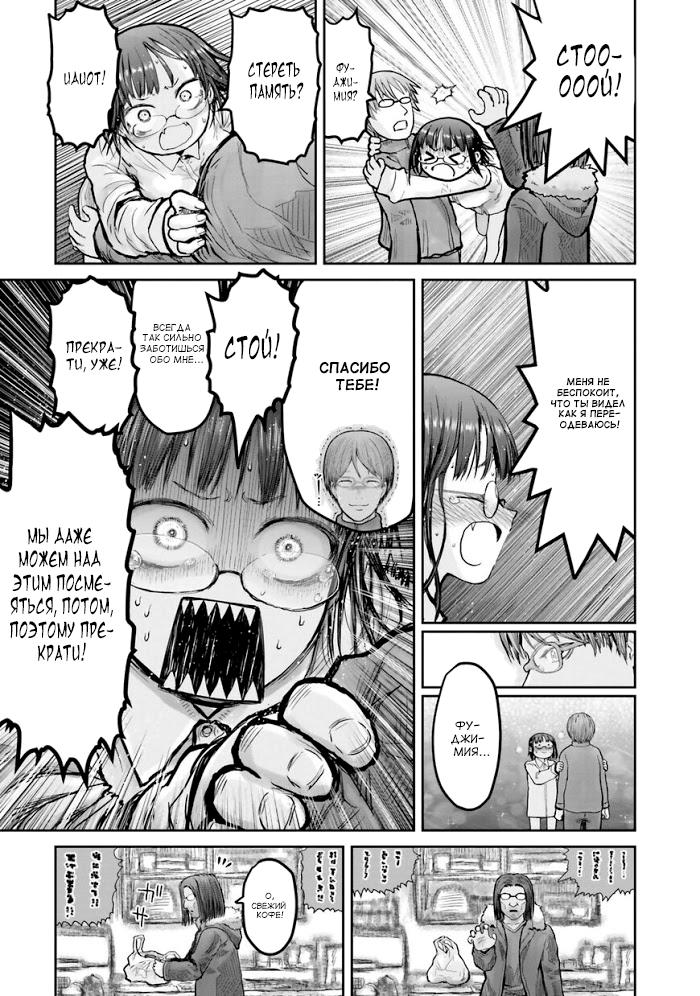 СТОО-
ОООЙ!
ФУ-
ДЖИ-
МИЯ?
СТЕРЕТЬ
ПАМЯТЬ?
ЦАЦОТ?
МЕНЯ НЕ
БЕСПОКОИТ,
ЧТО ТЫ ВИДЕЛ
КАК Я ПЕРЕ-
ОДЕВАЮСЬ!
СПАСИБО
ТЕБЕ!
СТОЙ!
ВСЕГДА
ТАК СИЛЬНО
ЗАБОТИШЬСЯ
ОБО МНЕ...
ПРЕКРА-
ТИ, УЖЕ!
МЫ ДАЖЕ
МОЖЕМ НАД
ЭТИМ ПОСМЕ-
ЯТЬСЯ, ПОТОМ,
ПОЭТОМУ ПРЕ-
КРАТИ!
ФУ-
ДЖИ-
МИЯ...
О,
СВЕЖИЙ
КОФЕ!